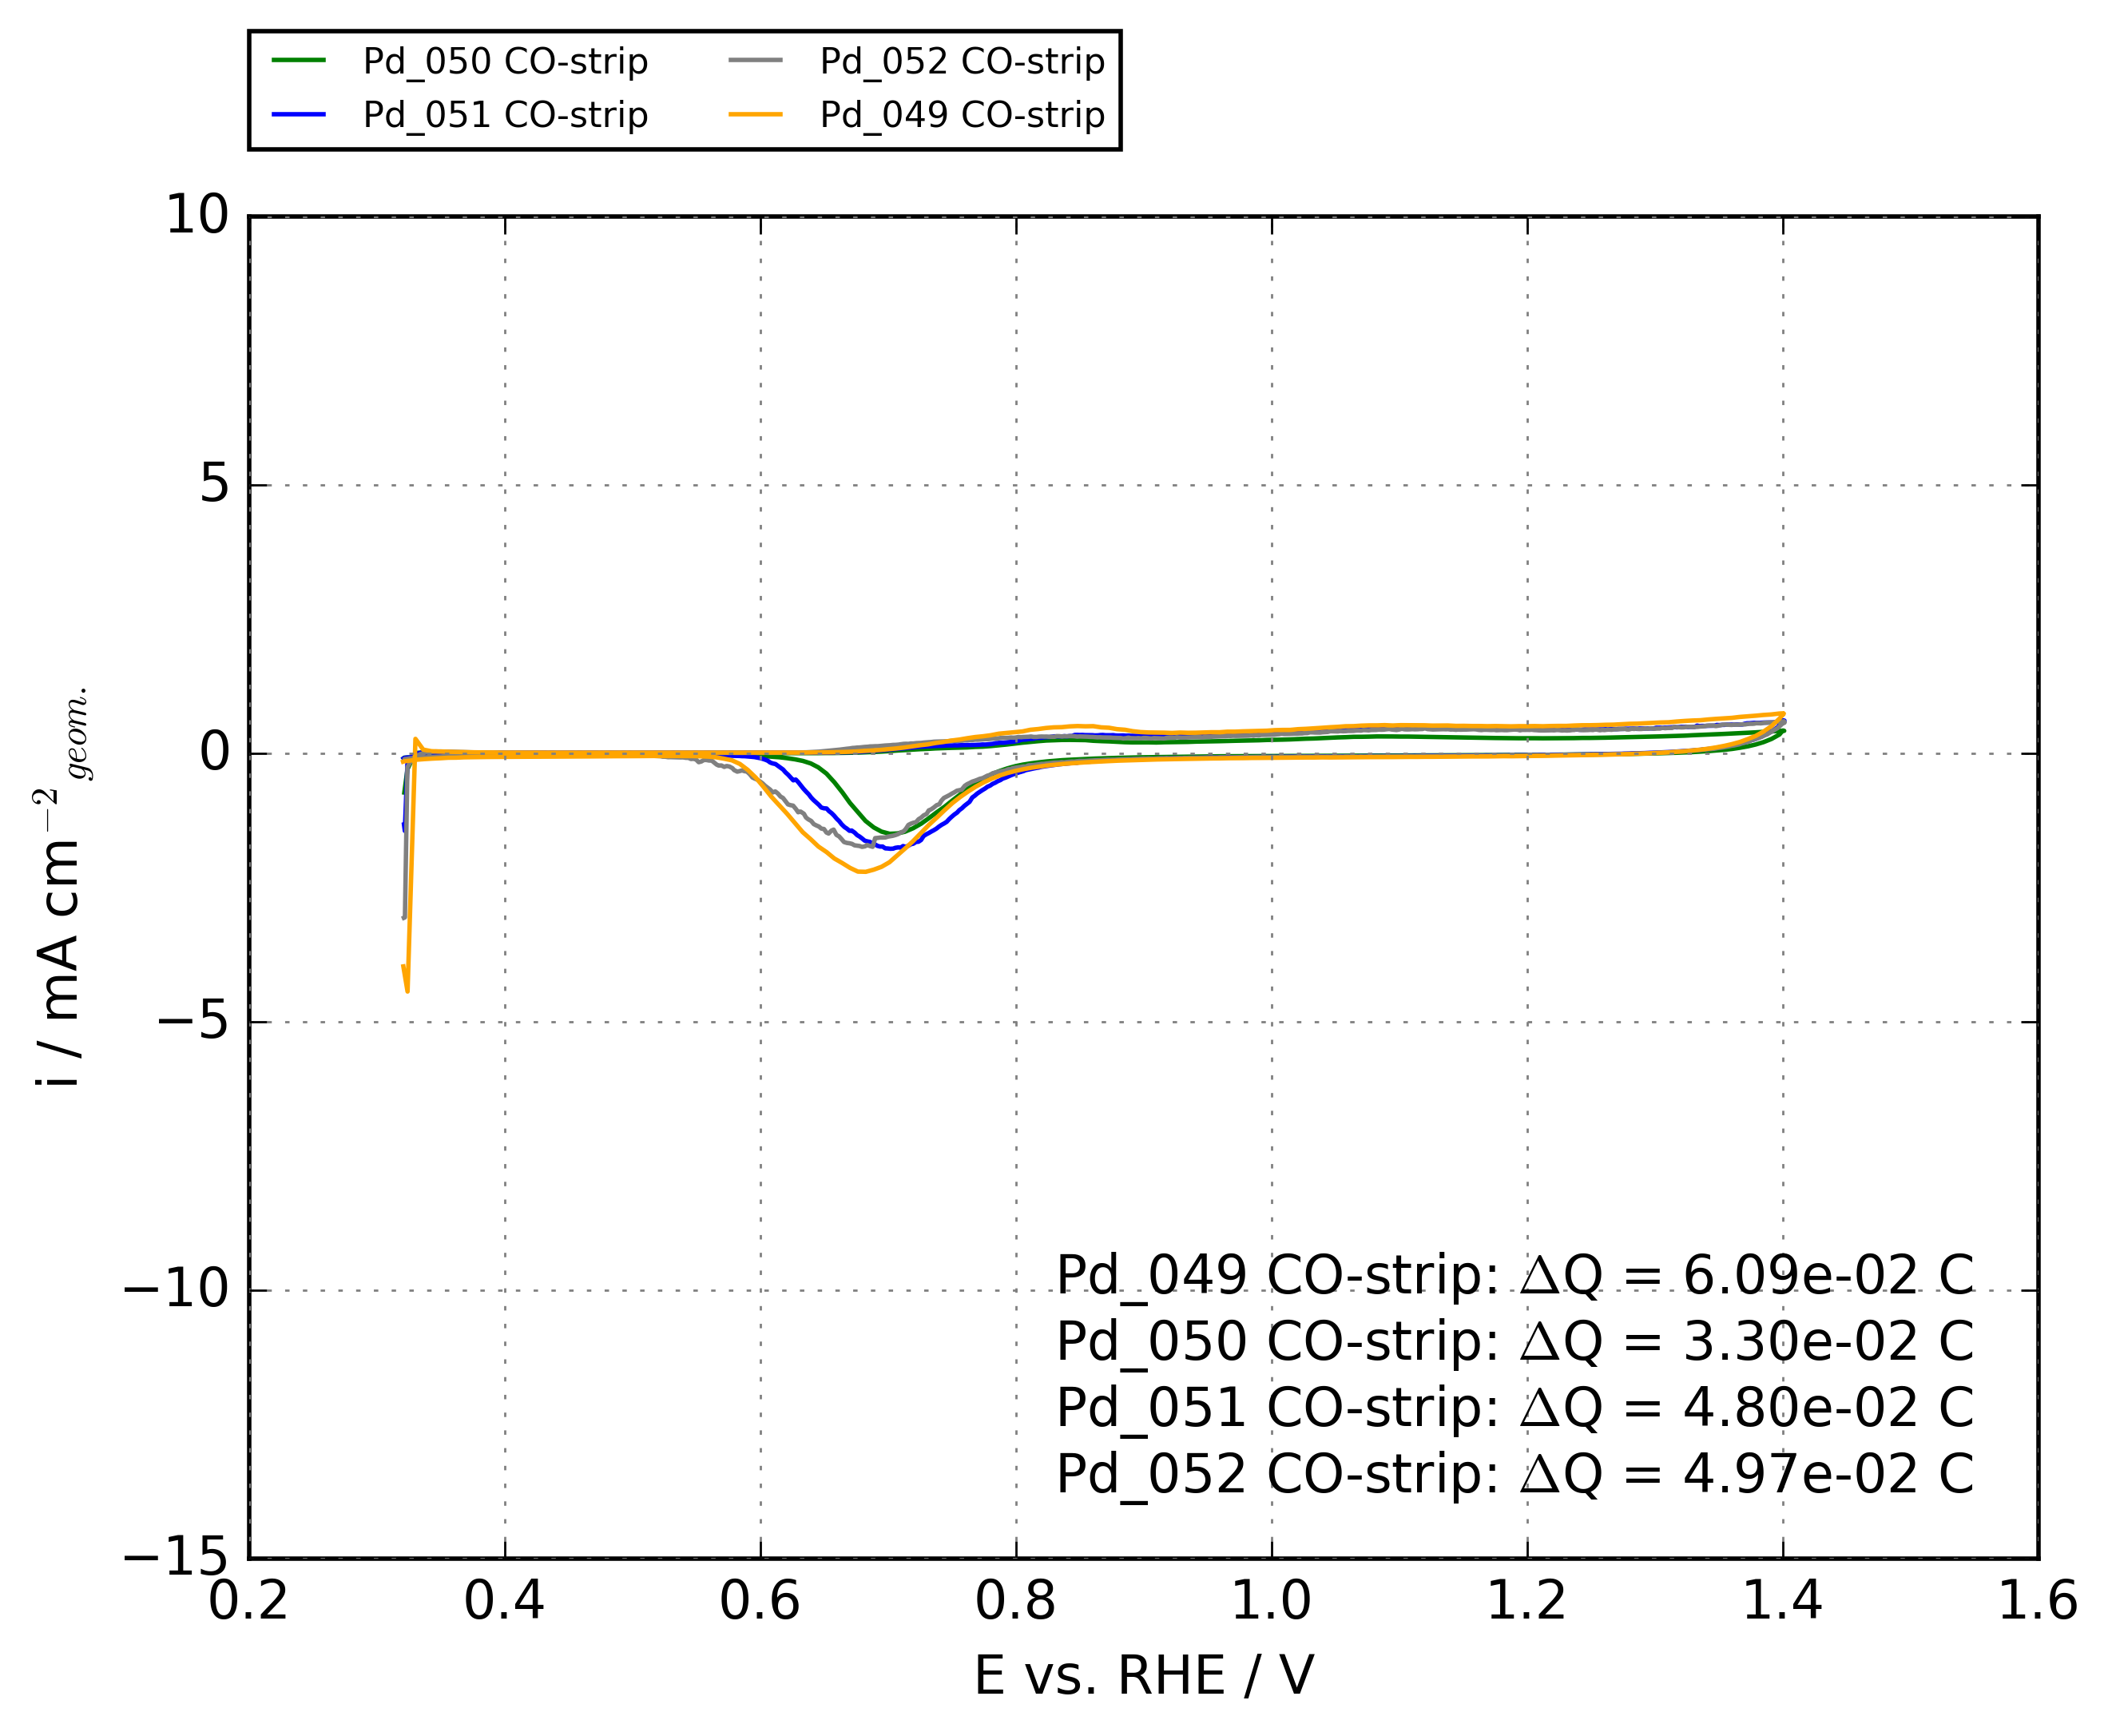 Pd_050 CO-strip Pd_052 CO-strip
Pd_051 CO-strip Pd_049 CO-strip
10
5
0
−5
−10
−15
i / mA cm⁻² geom.
Pd_049 CO-strip: ΔQ = 6.09e-02 C
Pd_050 CO-strip: ΔQ = 3.30e-02 C
Pd_051 CO-strip: ΔQ = 4.80e-02 C
Pd_052 CO-strip: ΔQ = 4.97e-02 C
0.2 0.4 0.6 0.8 1.0 1.2 1.4 1.6
E vs. RHE / V